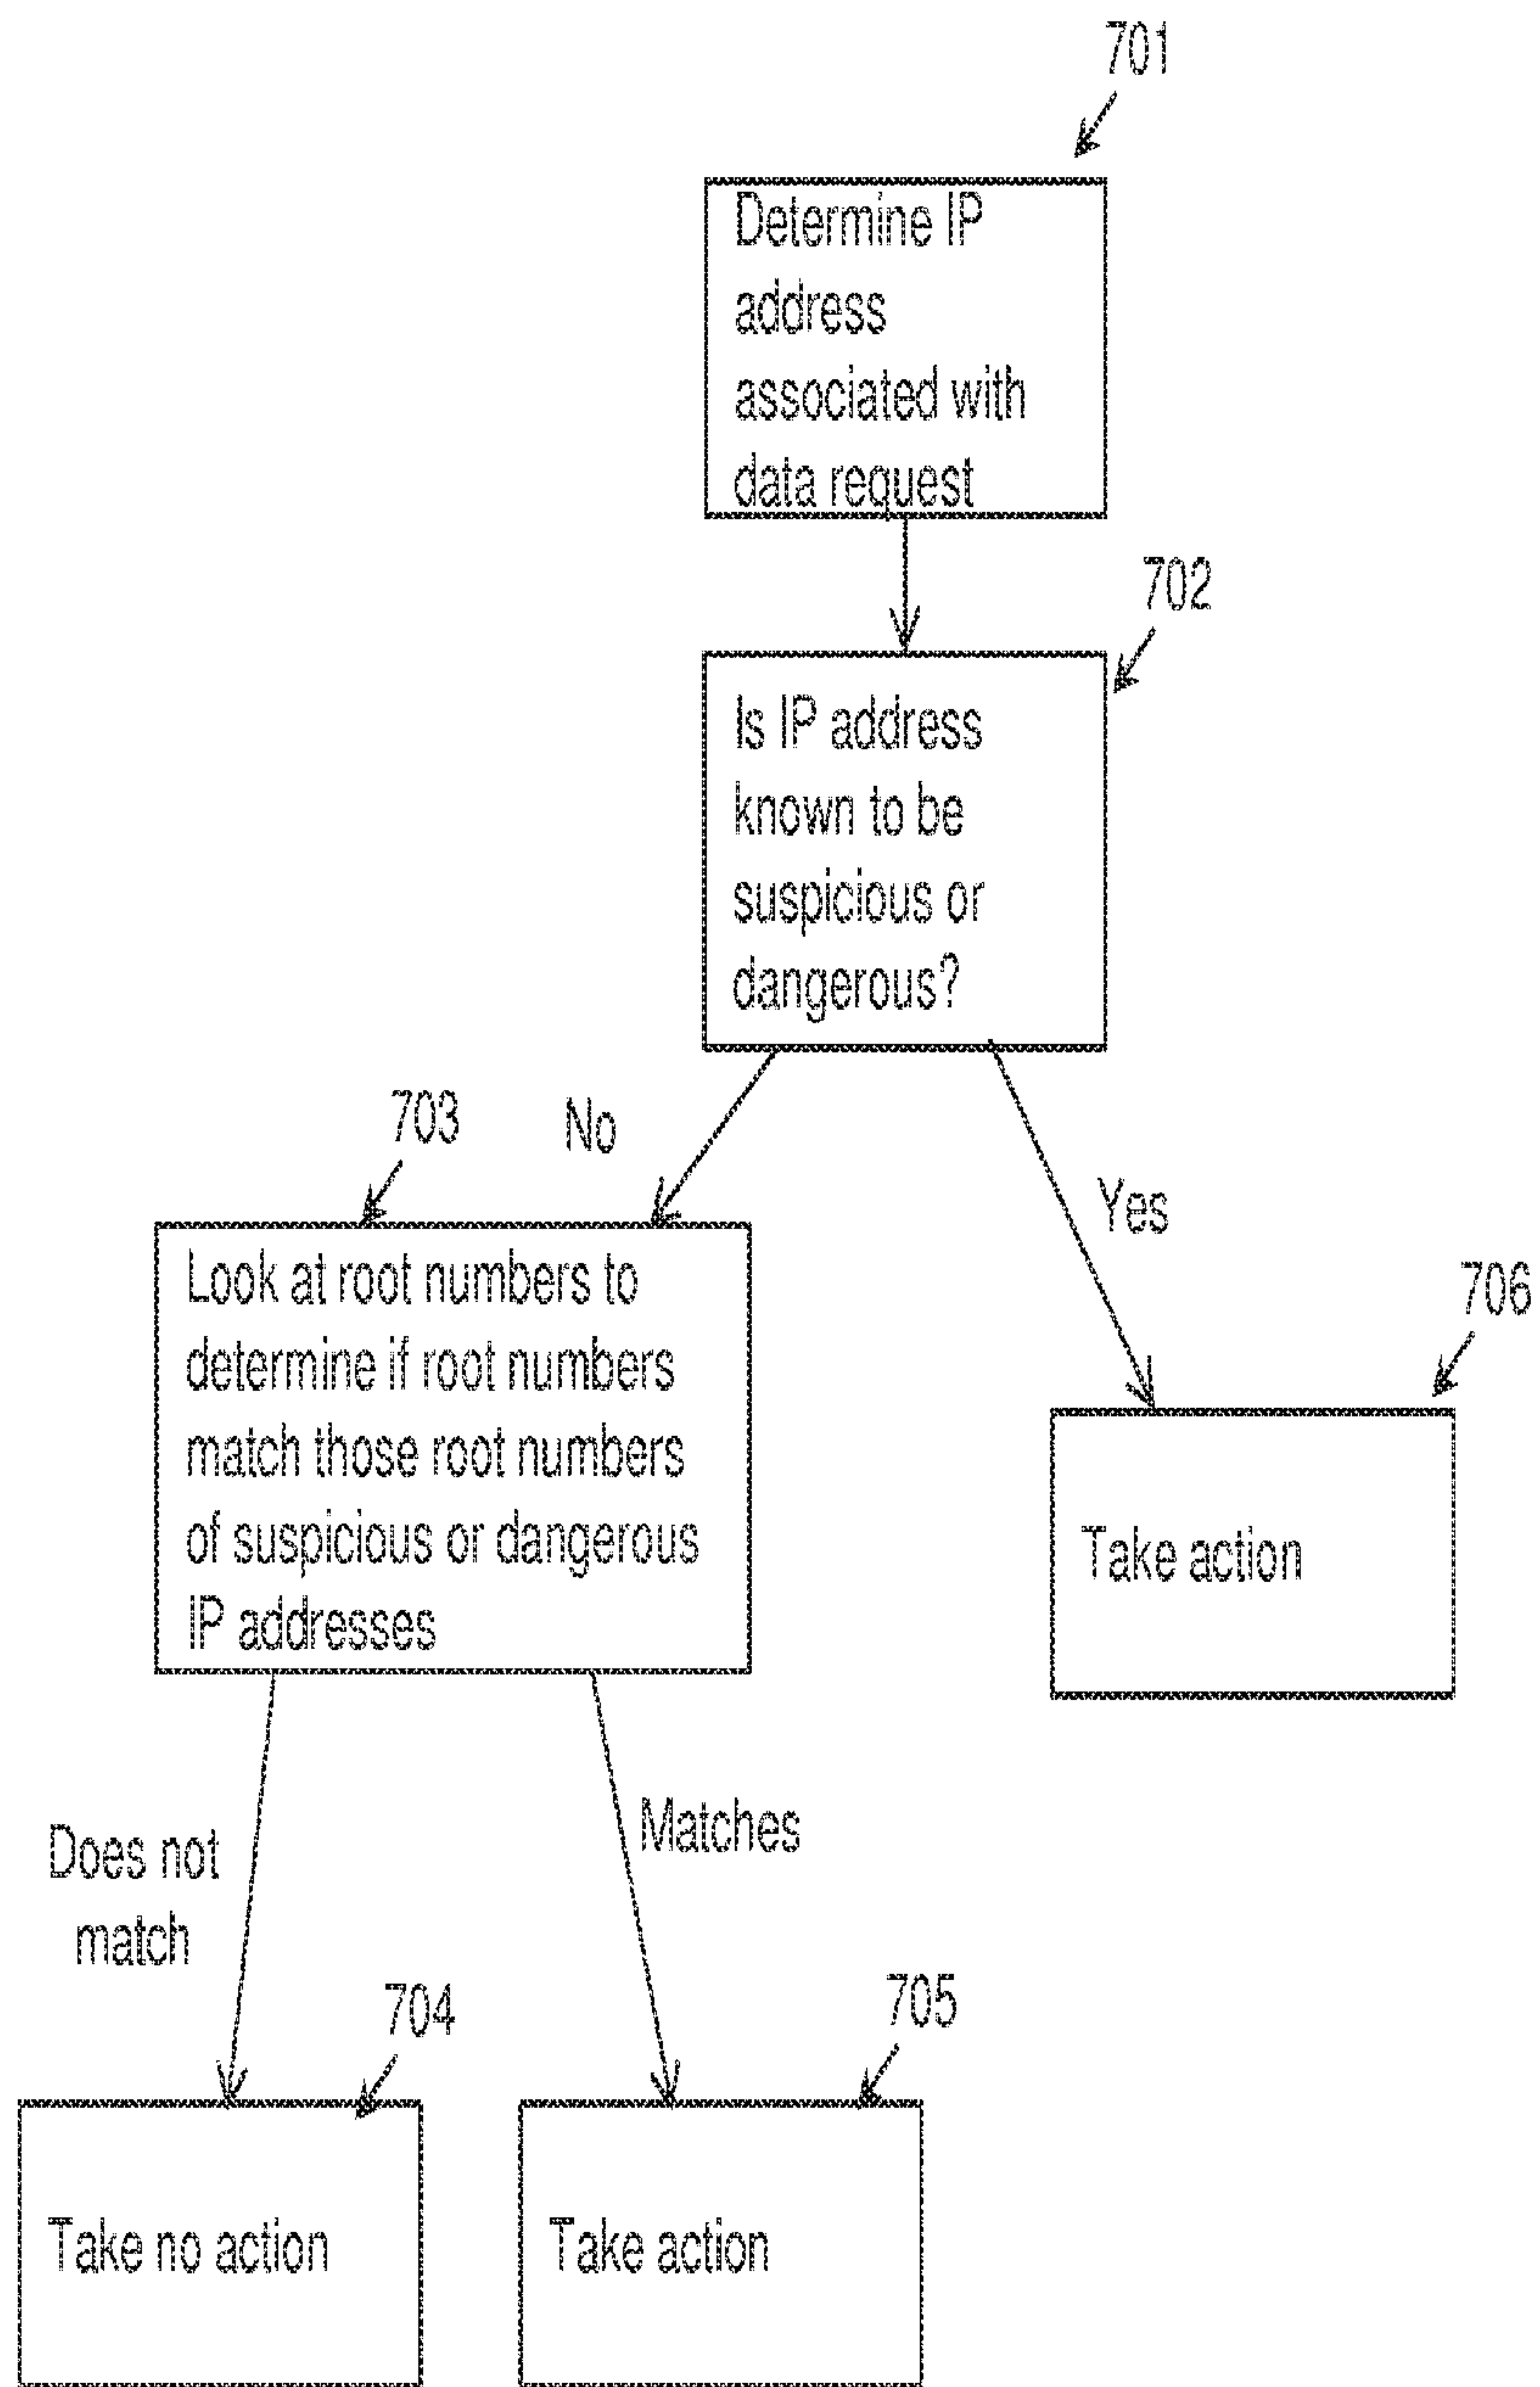 701
Determine IP
address
associated with
data request
702
Is IP address
known to be
suspicious or
dangerous?
703
No
Yes
Look at root numbers to
determine if root numbers
match those root numbers
of suspicious or dangerous
IP addresses
706
Take action
Does not
match
Matches
704
705
Take no action
Take action